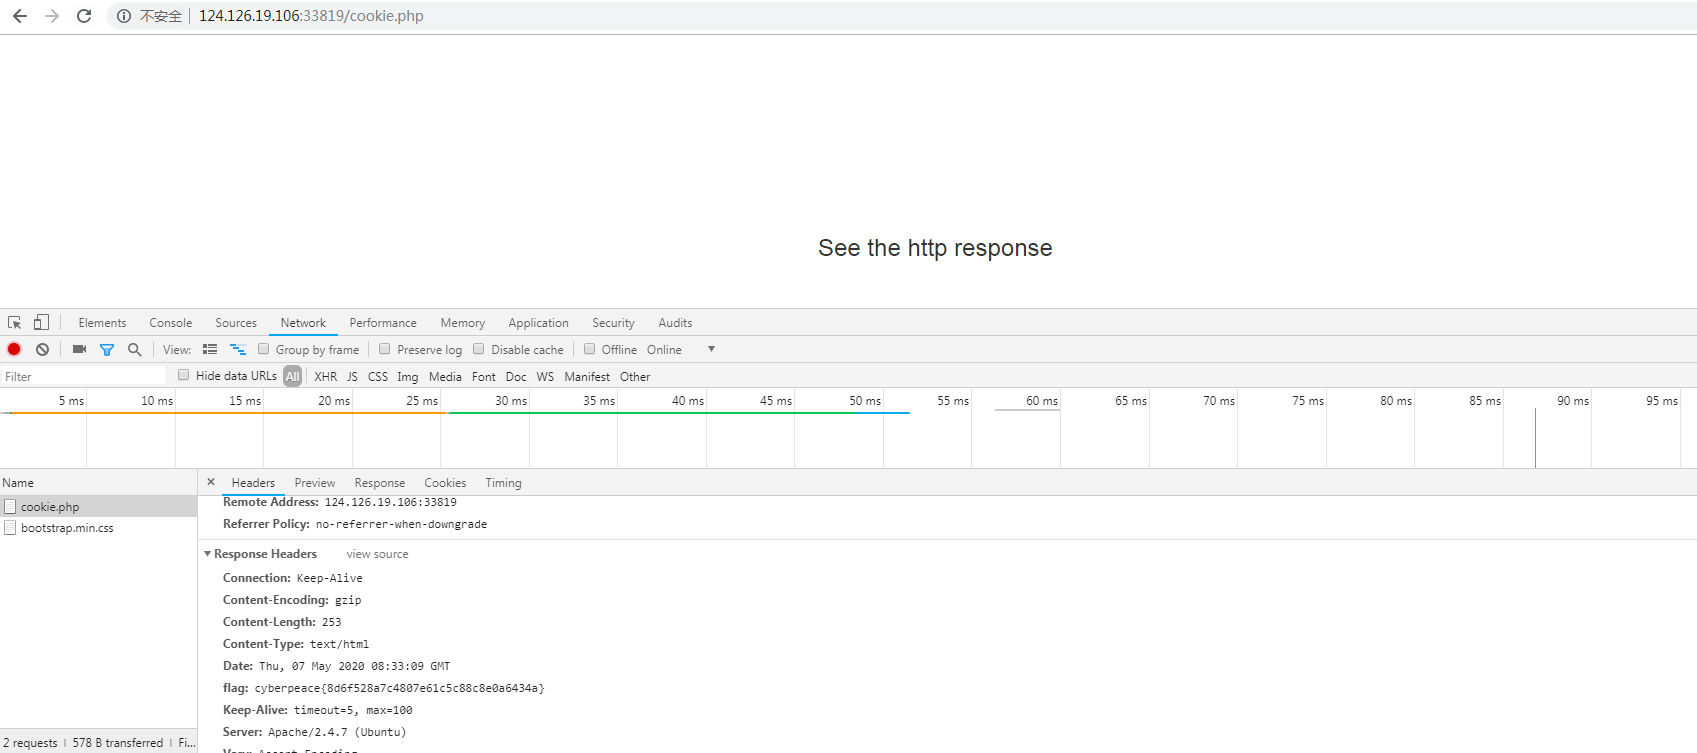 不安全 | 124.126.19.106:33819/cookie.php
See the http response
Elements Console Sources Network Performance Memory Application Security Audits
View: Group by frame Preserve log Disable cache Offline Online
Filter Hide data URLs All XHR JS CSS Img Media Font Doc WS Manifest Other
5 ms 10 ms 15 ms 20 ms 25 ms 30 ms 35 ms 40 ms 45 ms 50 ms 55 ms 60 ms 65 ms 70 ms 75 ms 80 ms 85 ms 90 ms 95 ms
Name
cookie.php
bootstrap.min.css
2 requests | 578 B transferred | Fi...
× Headers Preview Response Cookies Timing
Remote Address: 124.126.19.106:33819
Referrer Policy: no-referrer-when-downgrade
Response Headers view source
Connection: Keep-Alive
Content-Encoding: gzip
Content-Length: 253
Content-Type: text/html
Date: Thu, 07 May 2020 08:33:09 GMT
flag: cyberpeace{8d6f528a7c4807e61c5c88c8e0a6434a}
Keep-Alive: timeout=5, max=100
Server: Apache/2.4.7 (Ubuntu)
Vary: Accept-Encoding